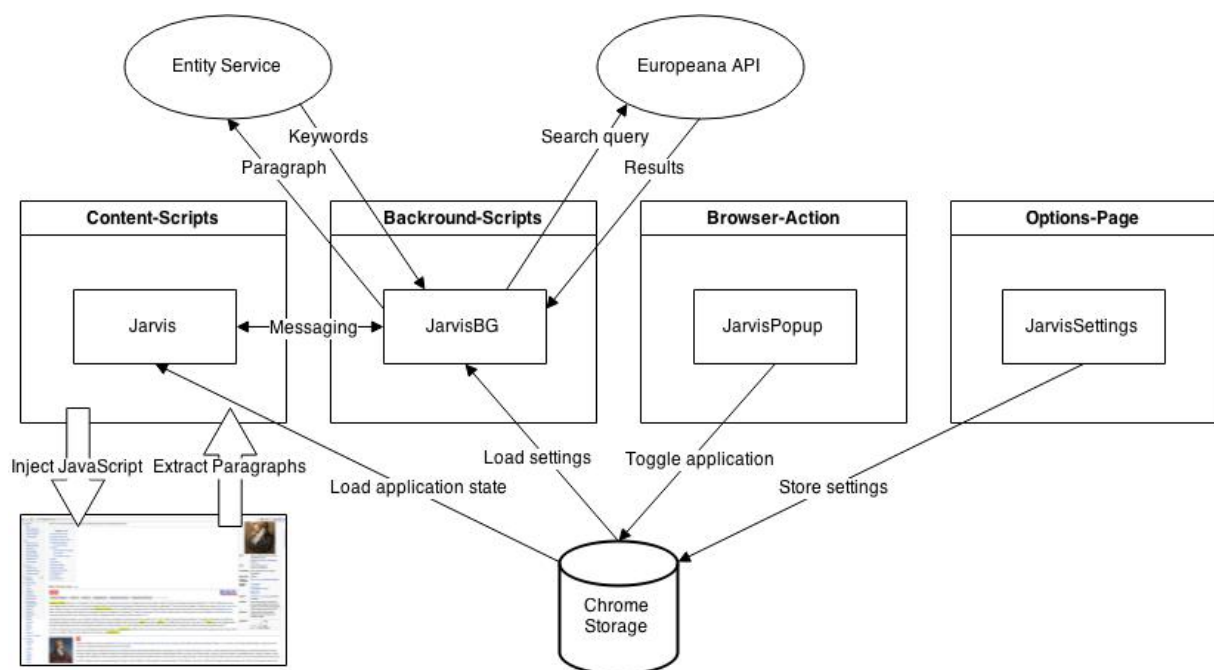 Entity Service
Europeana API
Keywords
Search query
Paragraph
Results
Content-Scripts
Backround-Scripts
Browser-Action
Options-Page
Jarvis
Messaging
JarvisBG
JarvisPopup
JarvisSettings
Inject JavaScript
Extract Paragraphs
Load settings
Toggle application
Load application state
Store settings
Chrome
Storage